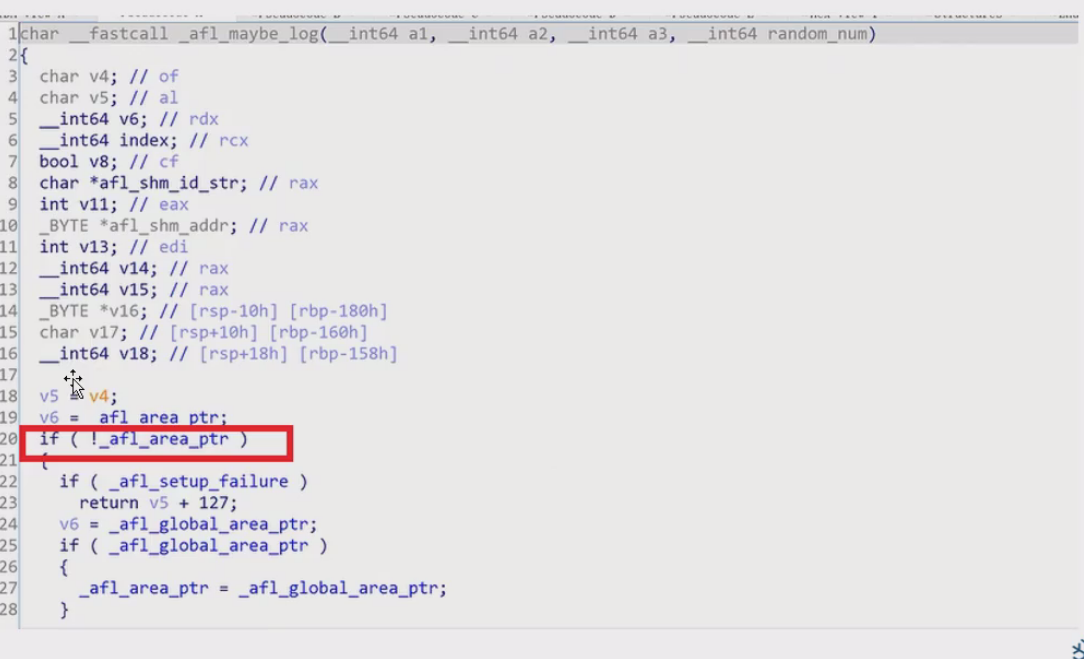 1 char __fastcall _afl_maybe_log(__int64 a1, __int64 a2, __int64 a3, __int64 random_num)
2 {
3 char v4; // of
4 char v5; // al
5 __int64 v6; // rdx
6 __int64 index; // rcx
7 bool v8; // cf
8 char *afl_shm_id_str; // rax
9 int v11; // eax
10 _BYTE *afl_shm_addr; // rax
11 int v13; // edi
12 __int64 v14; // rax
13 __int64 v15; // rax
14 _BYTE *v16; // [rsp-10h] [rbp-180h]
15 char v17; // [rsp+10h] [rbp-160h]
16 __int64 v18; // [rsp+18h] [rbp-158h]
17
18 v5 = v4;
19 v6 = _afl_area_ptr;
20 if ( !_afl_area_ptr )
21 {
22 if ( _afl_setup_failure )
23 return v5 + 127;
24 v6 = _afl_global_area_ptr;
25 if ( _afl_global_area_ptr )
26 {
27 _afl_area_ptr = _afl_global_area_ptr;
28 }